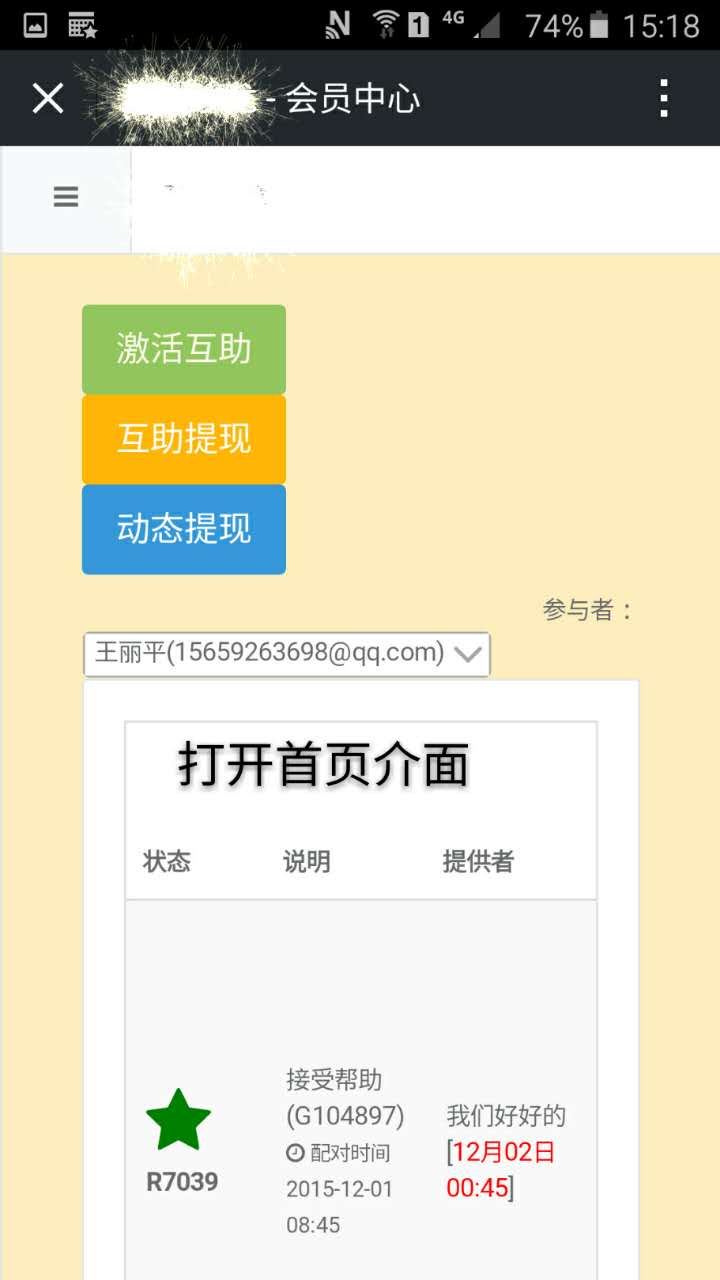 4G 74% 15:18
- 会员中心
激活互助
互助提现
动态提现
参与者：
王丽平(15659263698@qq.com)
打开首页介面
状态 说明 提供者
接受帮助
(G104897)
配对时间
2015-12-01
08:45
我们好好的
[12月02日
00:45]
R7039